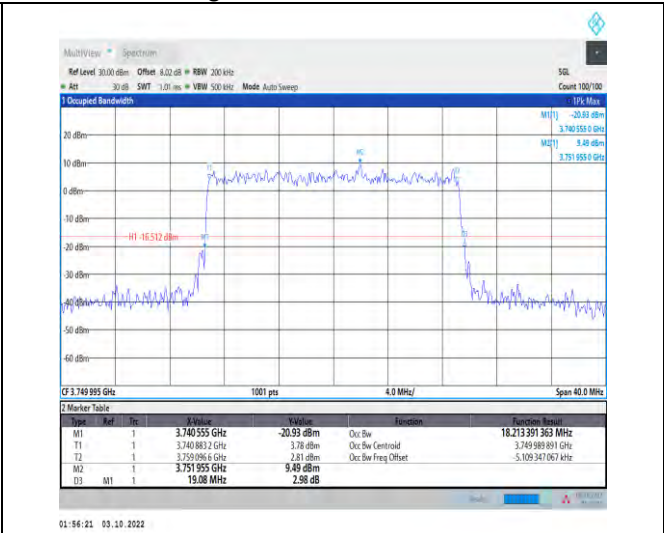 MultiView Spectrum
Ref Level 30.00 dBm Offset 8.02 dB RBW 200 kHz SGL
Att 30 dB SWT 1.01 ms VBW 500 kHz Mode Auto Sweep Count 100/100
1 Occupied Bandwidth 1Pk Max
M1[1] -20.93 dBm
3.740 555 0 GHz
M2[1] 9.49 dBm
3.751 955 0 GHz
20 dBm
M2
10 dBm
T1
0 dBm
-10 dBm
H1 -16.512 dBm
M1
-20 dBm
-30 dBm
-40 dBm
-50 dBm
-60 dBm
CF 3.749 995 GHz 1001 pts 4.0 MHz/ Span 40.0 MHz
2 Marker Table
Type Ref Trc X-Value Y-Value Function Function Result
M1 1 3.740 555 GHz -20.93 dBm Occ Bw 18.213 391 363 MHz
T1 1 3.740 883 2 GHz 3.78 dBm Occ Bw Centroid 3.749 989 891 GHz
T2 1 3.759 096 6 GHz 2.81 dBm Occ Bw Freq Offset -5.109 347 067 kHz
M2 1 3.751 955 GHz 9.49 dBm
D3 M1 1 19.08 MHz 2.98 dB
01:56:21 03.10.2022